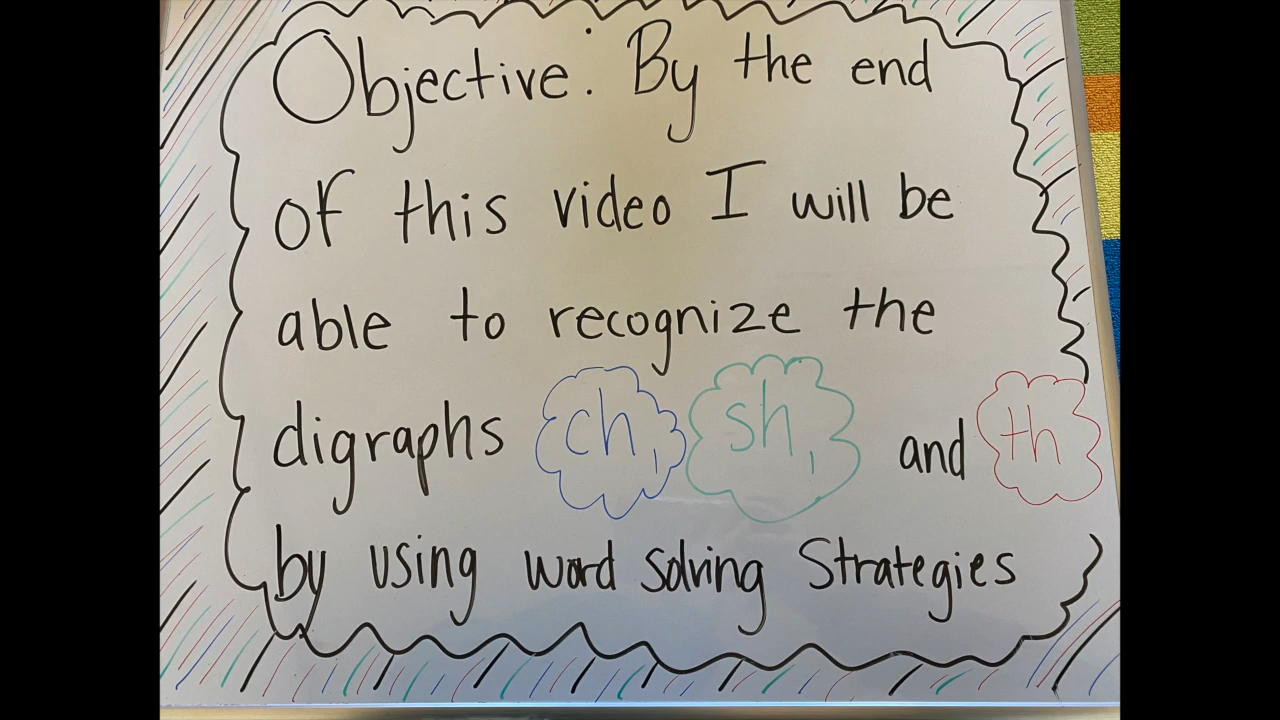 Objective: By the end
of this video I will be
able to recognize the
digraphs ch, sh, and th
by using word solving Strategies